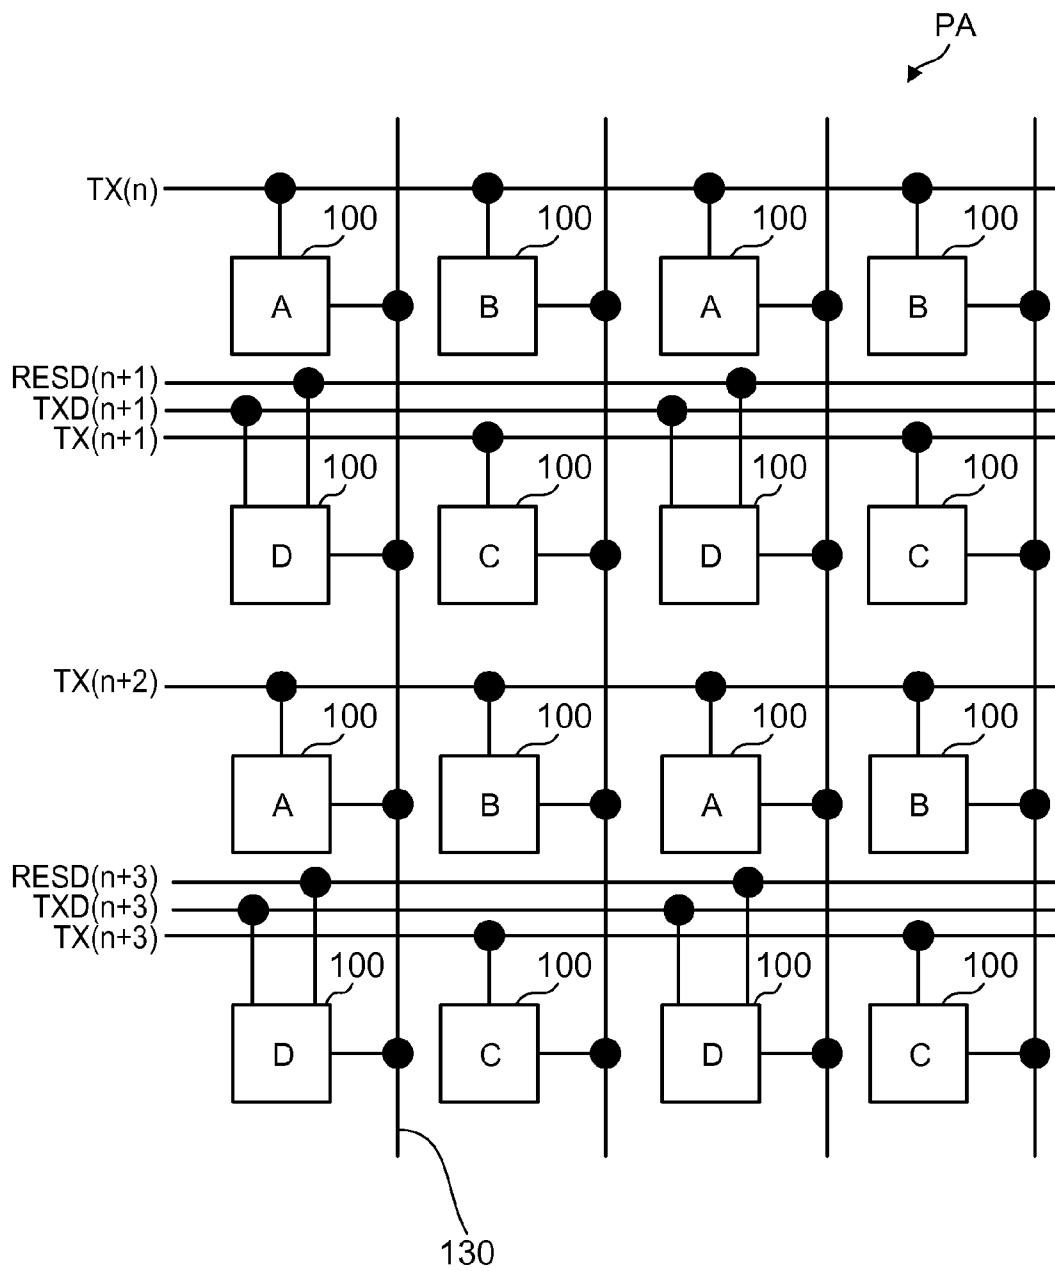 PA
TX(n)
100 100 100 100
A B A B
RESD(n+1)
TXD(n+1)
TX(n+1)
100 100 100 100
D C D C
TX(n+2)
100 100 100 100
A B A B
RESD(n+3)
TXD(n+3)
TX(n+3)
100 100 100 100
D C D C
130